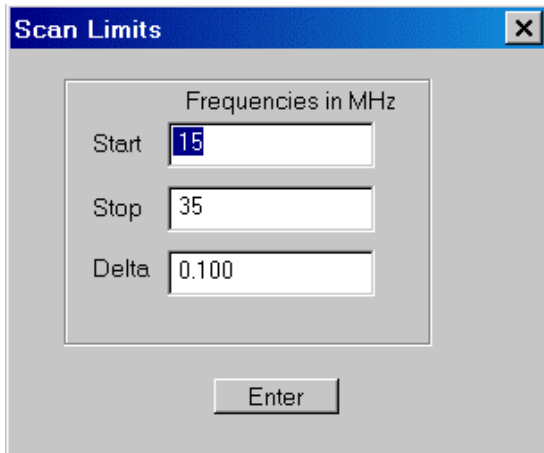 Scan Limits
Frequencies in MHz
Start 15
Stop 35
Delta 0.100
Enter